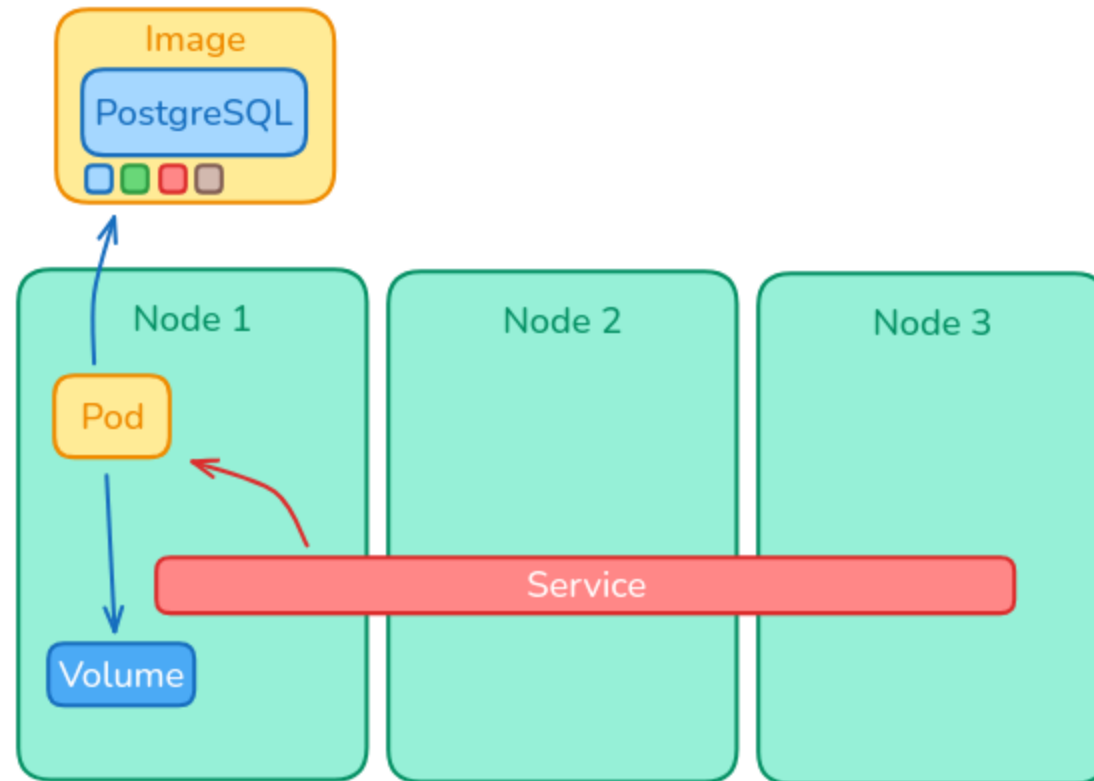 Image
PostgreSQL
Node 1
Node 2
Node 3
Pod
Service
Volume